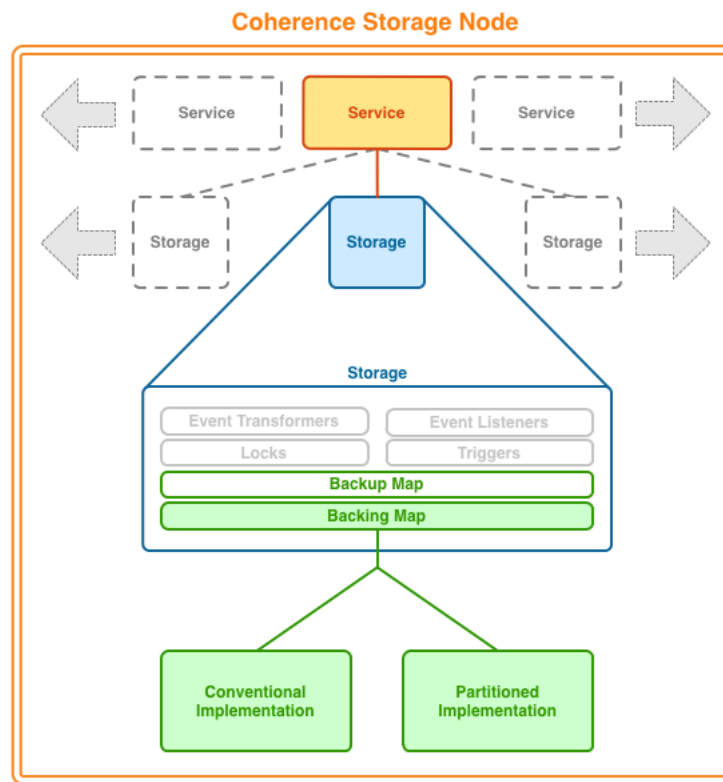 Coherence Storage Node
Service
Service
Service
Storage
Storage
Storage
Storage
Event Transformers
Event Listeners
Locks
Triggers
Backup Map
Backing Map
Conventional
Implementation
Partitioned
Implementation